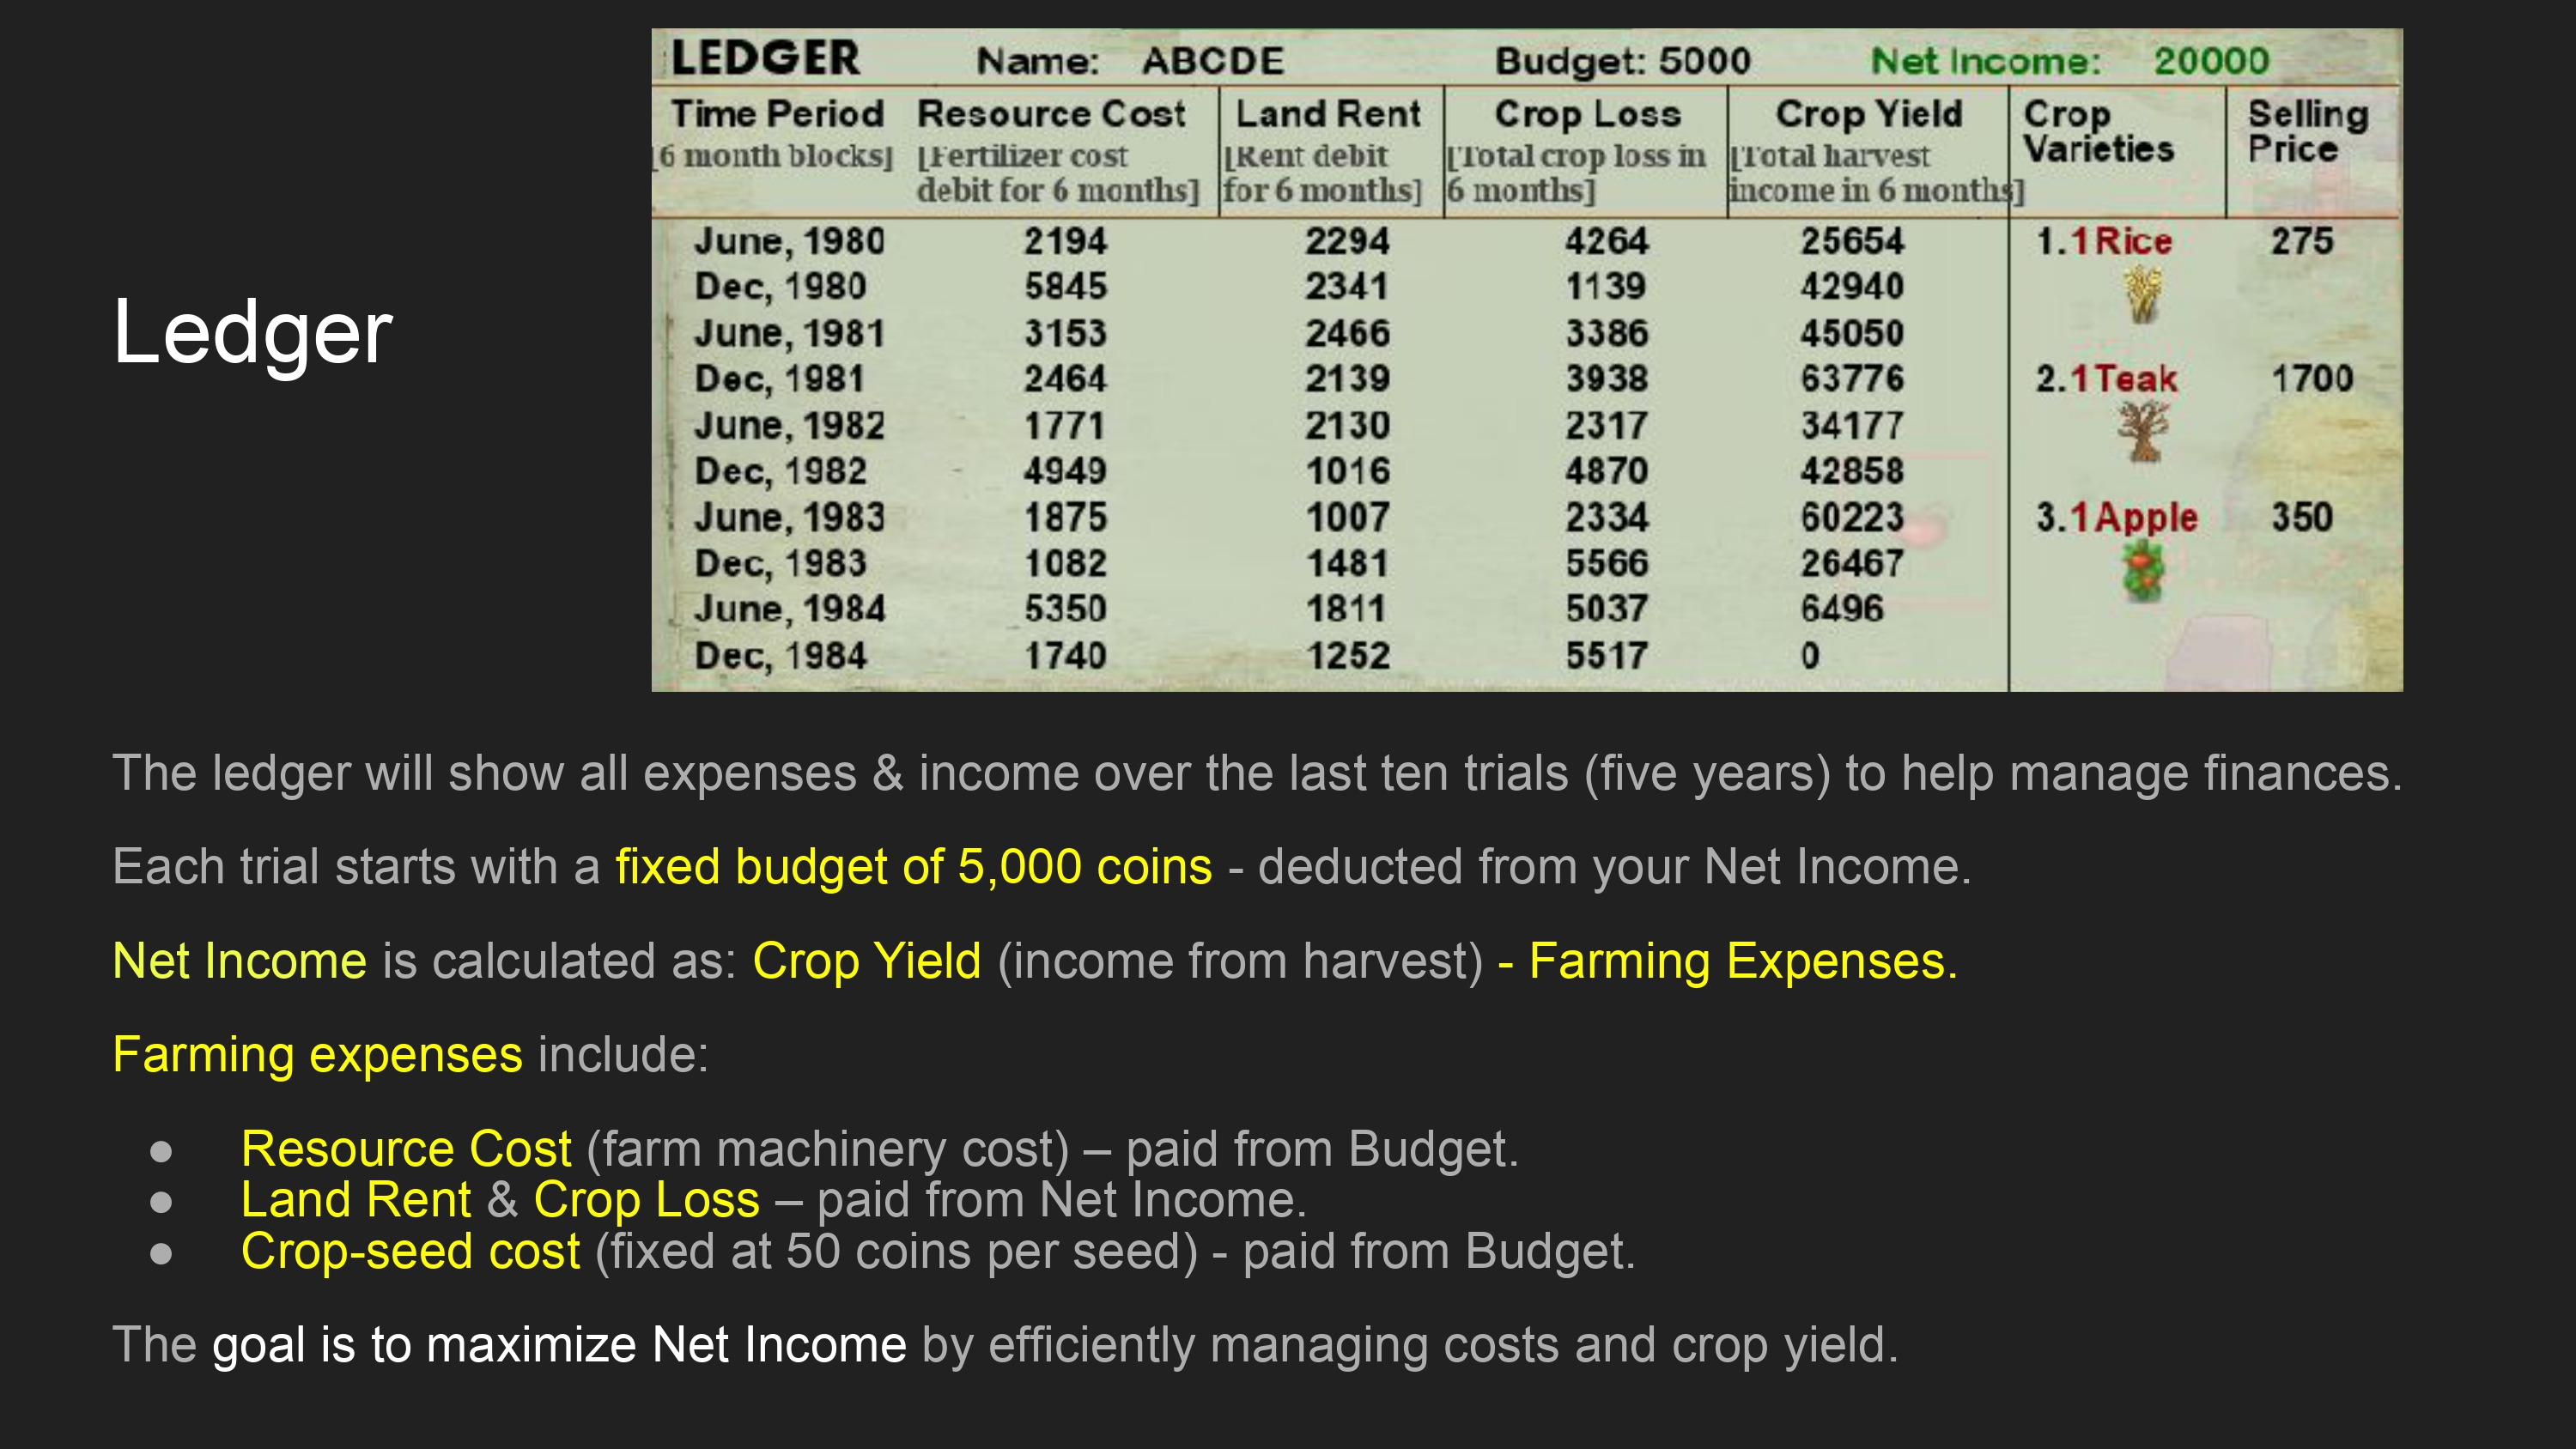 Ledger
LEDGER Name: ABCDE Budget: 5000 Net Income: 20000
Time Period Resource Cost Land Rent Crop Loss Crop Yield Crop Varieties Selling Price
[6 month blocks] [Fertilizer cost debit for 6 months] [Rent debit for 6 months] [Total crop loss in 6 months] [Total harvest income in 6 months]
June, 1980 2194 2294 4264 25654 1.1Rice 275
Dec, 1980 5845 2341 1139 42940
June, 1981 3153 2466 3386 45050
Dec, 1981 2464 2139 3938 63776 2.1Teak 1700
June, 1982 1771 2130 2317 34177
Dec, 1982 4949 1016 4870 42858
June, 1983 1875 1007 2334 60223 3.1Apple 350
Dec, 1983 1082 1481 5566 26467
June, 1984 5350 1811 5037 6496
Dec, 1984 1740 1252 5517 0
The ledger will show all expenses & income over the last ten trials (five years) to help manage finances.
Each trial starts with a fixed budget of 5,000 coins - deducted from your Net Income.
Net Income is calculated as: Crop Yield (income from harvest) - Farming Expenses.
Farming expenses include:
● Resource Cost (farm machinery cost) – paid from Budget.
● Land Rent & Crop Loss – paid from Net Income.
● Crop-seed cost (fixed at 50 coins per seed) - paid from Budget.
The goal is to maximize Net Income by efficiently managing costs and crop yield.